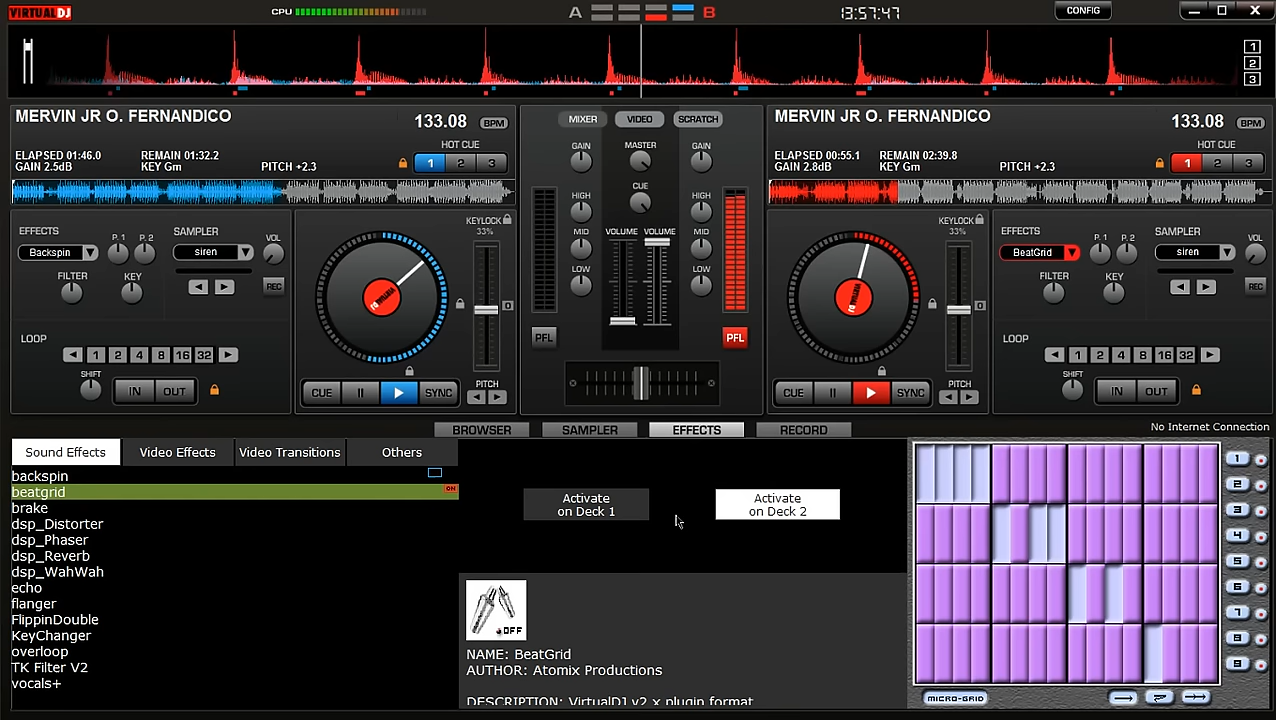 VIRTUAL DJ
CPU
A
B
13:57:47
CONFIG
1
2
3
MERVIN JR O. FERNANDICO
133.08 BPM
HOT CUE
ELAPSED 01:46.0 REMAIN 01:32.2
GAIN 2.5dB KEY Gm PITCH +2.3
1 2 3
MIXER VIDEO SCRATCH
GAIN MASTER GAIN
CUE
HIGH HIGH
VOLUME VOLUME
MID MID
LOW LOW
PFL PFL
MERVIN JR O. FERNANDICO
133.08 BPM
HOT CUE
ELAPSED 00:55.1 REMAIN 02:39.8
GAIN 2.8dB KEY Gm PITCH +2.3
1 2 3
EFFECTS P. 1 P. 2 SAMPLER VOL
Backspin siren
FILTER KEY REC
LOOP
1 2 4 8 16 32
SHIFT IN OUT
KEYLOCK
33%
0
CUE SYNC
PITCH
KEYLOCK
33%
0
CUE SYNC
PITCH
EFFECTS P. 1 P. 2 SAMPLER VOL
BeatGrid siren
FILTER KEY REC
LOOP
1 2 4 8 16 32
SHIFT IN OUT
BROWSER SAMPLER EFFECTS RECORD
No Internet Connection
Sound Effects Video Effects Video Transitions Others
backspin
beatgrid ON
brake
dsp_Distorter
dsp_Phaser
dsp_Reverb
dsp_WahWah
echo
flanger
FlippinDouble
KeyChanger
overloop
TK Filter V2
vocals+
Activate
on Deck 1
Activate
on Deck 2
OFF
NAME: BeatGrid
AUTHOR: Atomix Productions
DESCRIPTION: VirtualDJ v2.x plugin format
1
2
3
4
5
6
7
8
9
MICRO-GRID